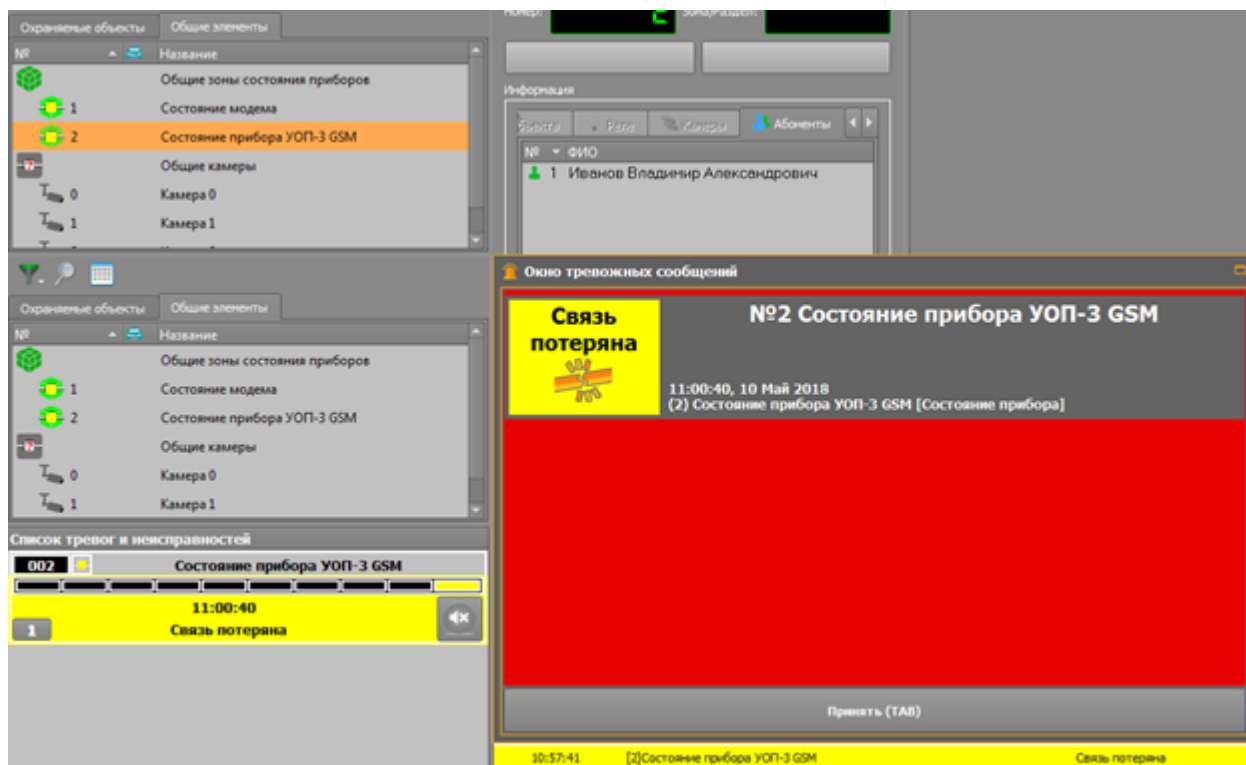 Охраняемые объекты Общие элементы
№ Название
Общие зоны состояния приборов
1 Состояние модема
2 Состояние прибора УОП-3 GSM
Общие камеры
0 Камера 0
1 Камера 1
Номер: 2 Зона/Раздел:
Информация
Реле Камеры Абоненты
№ ФИО
1 Иванов Владимир Александрович
Охраняемые объекты Общие элементы
№ Название
Общие зоны состояния приборов
1 Состояние модема
2 Состояние прибора УОП-3 GSM
Общие камеры
0 Камера 0
1 Камера 1
Список тревог и неисправностей
002 Состояние прибора УОП-3 GSM
11:00:40
1 Связь потеряна
Окно тревожных сообщений
Связь
потеряна
№2 Состояние прибора УОП-3 GSM
11:00:40, 10 Май 2018
(2) Состояние прибора УОП-3 GSM [Состояние прибора]
Принять (TAB)
10:57:41 [2]Состояние прибора УОП-3 GSM Связь потеряна